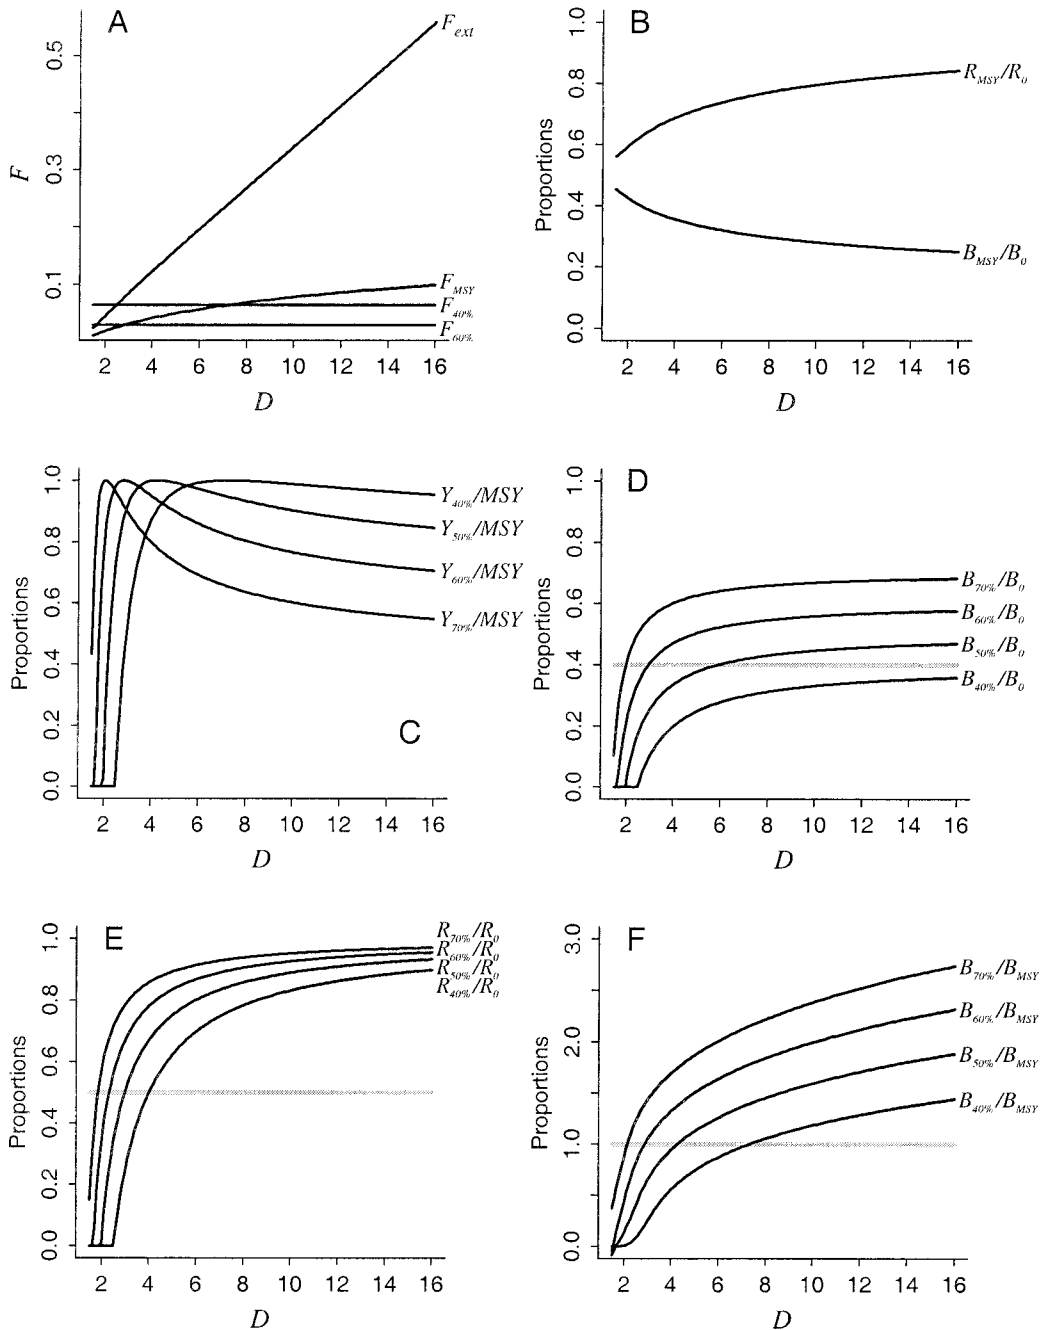 A
F
0.5
0.3
0.1
F_ext
F_MSY
F_40%
F_60%
2 4 6 8 10 12 14 16
D
B
Proportions
1.0
0.8
0.6
0.4
0.2
0.0
R_MSY/R_0
B_MSY/B_0
2 4 6 8 10 12 14 16
D
C
Proportions
1.0
0.8
0.6
0.4
0.2
0.0
Y_40%/MSY
Y_50%/MSY
Y_60%/MSY
Y_70%/MSY
2 4 6 8 10 12 14 16
D
D
Proportions
1.0
0.8
0.6
0.4
0.2
0.0
B_70%/B_0
B_60%/B_0
B_50%/B_0
B_40%/B_0
2 4 6 8 10 12 14 16
D
E
Proportions
1.0
0.8
0.6
0.4
0.2
0.0
R_70%/R_0
R_60%/R_0
R_50%/R_0
R_40%/R_0
2 4 6 8 10 12 14 16
D
F
Proportions
3.0
2.0
1.0
0.0
B_70%/B_MSY
B_60%/B_MSY
B_50%/B_MSY
B_40%/B_MSY
2 4 6 8 10 12 14 16
D